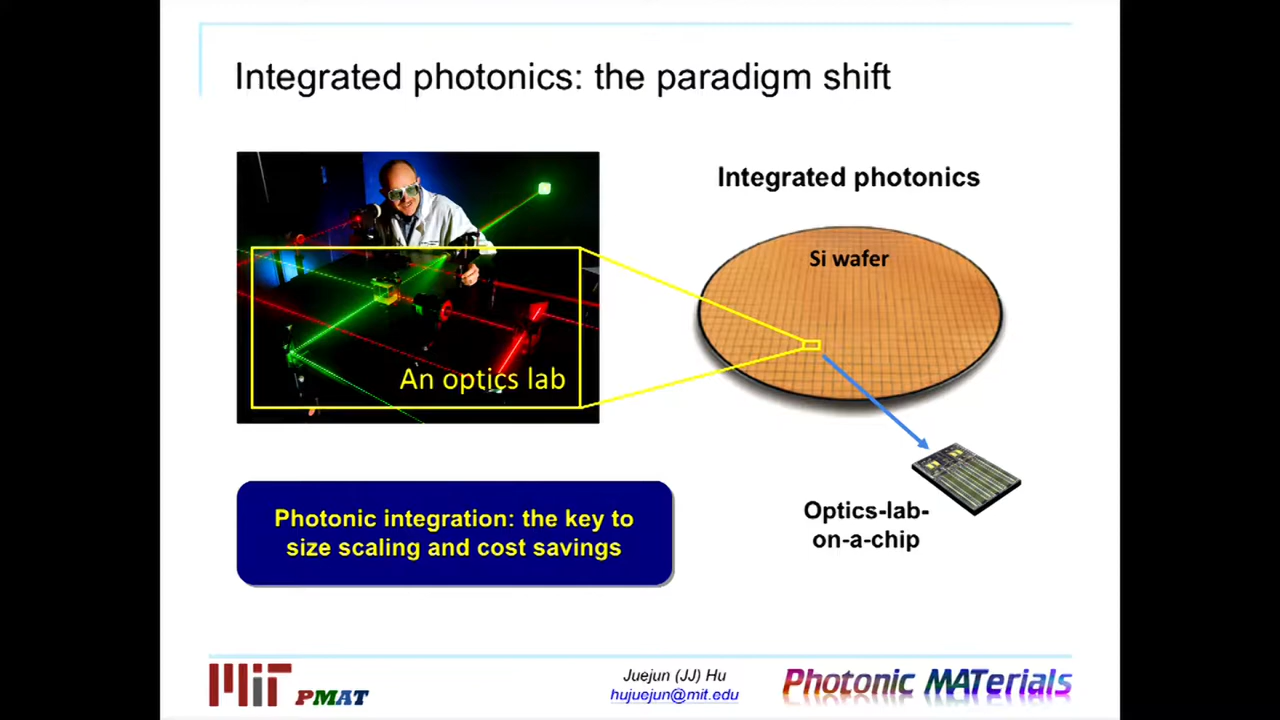 Integrated photonics: the paradigm shift
An optics lab
Integrated photonics
Si wafer
Optics-lab-
on-a-chip
Photonic integration: the key to
size scaling and cost savings
MIT PMAT
Juejun (JJ) Hu
hujuejun@mit.edu
Photonic MATerials